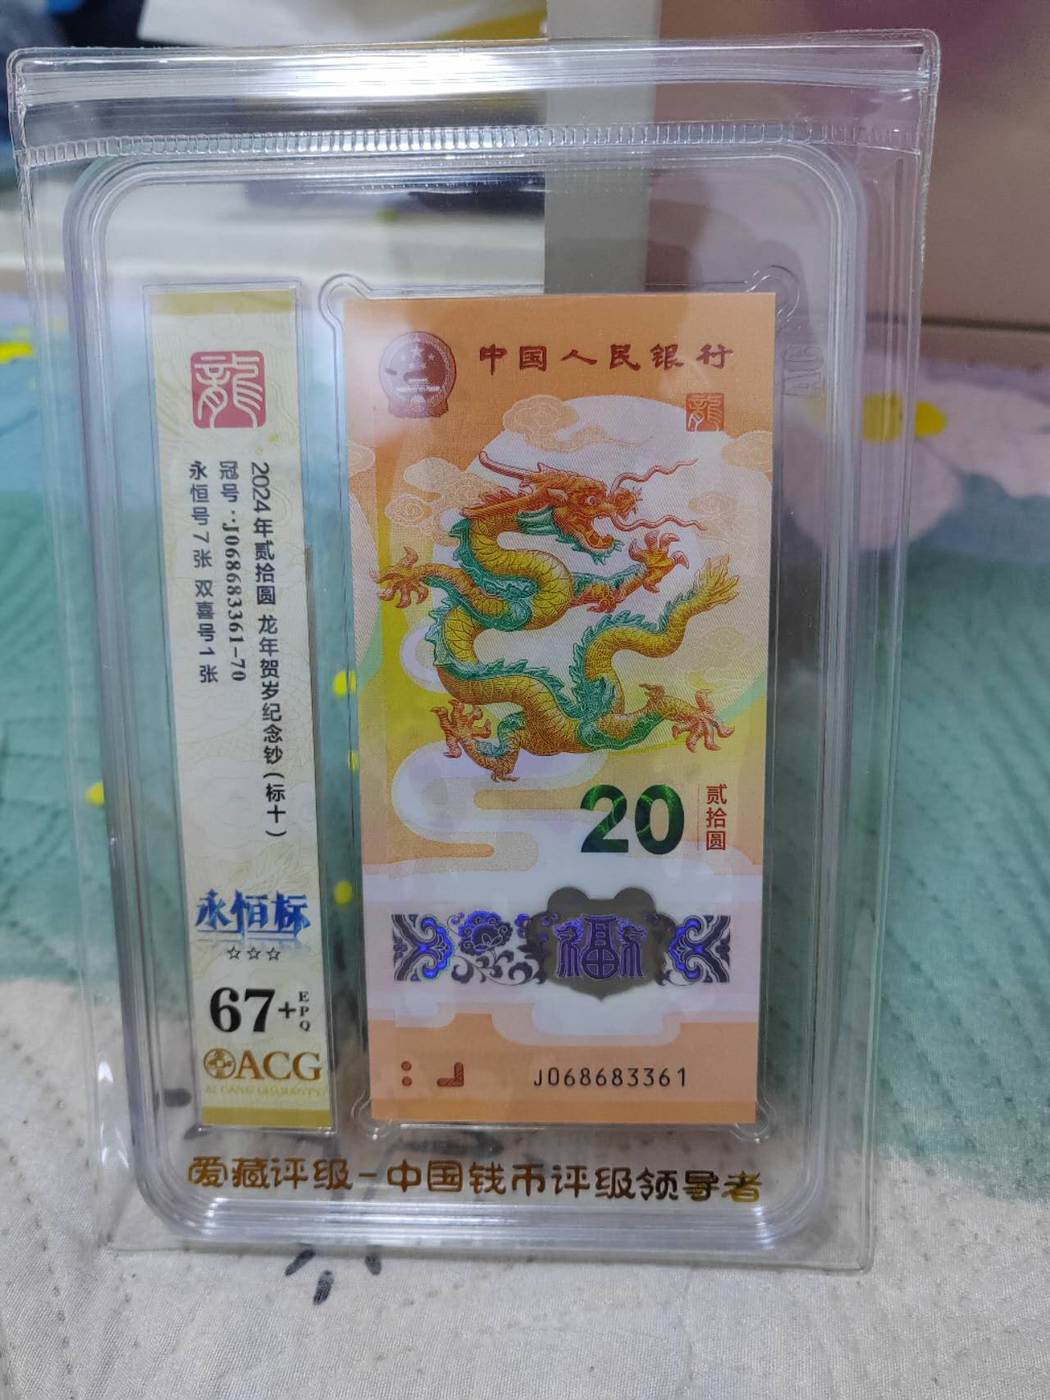 龍
2024年贰拾圆 龙年贺岁纪念钞(标十)
冠号:J068683361-70
永恒号7张 双喜号1张
永恒标
☆☆☆
67+EPQ
ACG
中国人民银行
龍
20
贰拾圆
福
J068683361
爱藏评级-中国钱币评级领导者